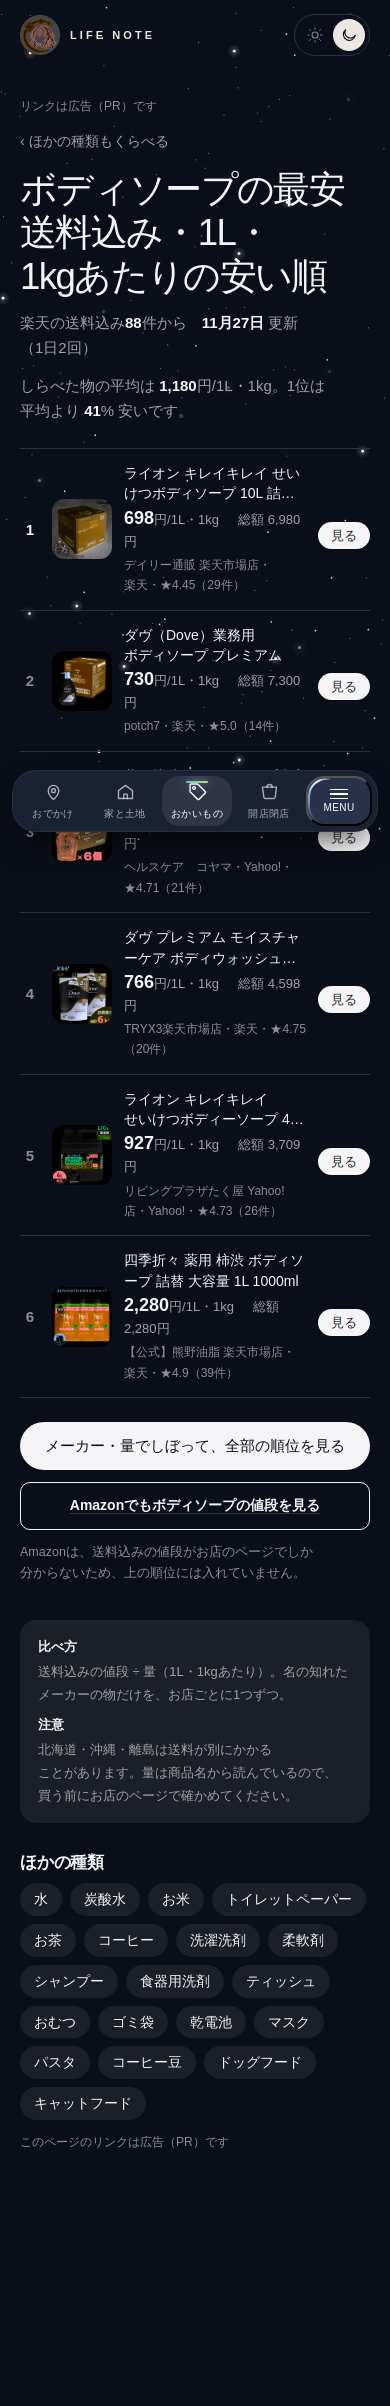 LIFE NOTE
リンクは広告（PR）です
‹ ほかの種類もくらべる
ボディソープの最安
送料込み・1L・
1kgあたりの安い順
楽天の送料込み88件から　11月27日 更新
（1日2回）
しらべた物の平均は 1,180円/1L・1kg。1位は
平均より 41% 安いです。
1
ライオン キレイキレイ せい
けつボディソープ 10L 詰…
698円/1L・1kg 総額 6,980
円
デイリー通販 楽天市場店・
楽天・★4.45（29件）
見る
2
ダヴ（Dove）業務用
ボディソープ プレミアム
730円/1L・1kg 総額 7,300
円
potch7・楽天・★5.0（14件）
見る
おでかけ
家と土地
おかいもの
開店閉店
MENU
3
×6個
円
ヘルスケア　コヤマ・Yahoo!・
★4.71（21件）
見る
4
ダヴ プレミアム モイスチャ
ーケア ボディウォッシュ…
766円/1L・1kg 総額 4,598
円
TRYX3楽天市場店・楽天・★4.75
（20件）
見る
5
ライオン キレイキレイ
せいけつボディーソープ 4…
927円/1L・1kg 総額 3,709
円
リビングプラザたく屋 Yahoo!
店・Yahoo!・★4.73（26件）
見る
6
四季折々 薬用 柿渋 ボディソ
ープ 詰替 大容量 1L 1000ml
2,280円/1L・1kg 総額
2,280円
【公式】熊野油脂 楽天市場店・
楽天・★4.9（39件）
見る
メーカー・量でしぼって、全部の順位を見る
Amazonでもボディソープの値段を見る
Amazonは、送料込みの値段がお店のページでしか
分からないため、上の順位には入れていません。
比べ方
送料込みの値段 ÷ 量（1L・1kgあたり）。名の知れた
メーカーの物だけを、お店ごとに1つずつ。
注意
北海道・沖縄・離島は送料が別にかかる
ことがあります。量は商品名から読んでいるので、
買う前にお店のページで確かめてください。
ほかの種類
水 炭酸水 お米 トイレットペーパー
お茶 コーヒー 洗濯洗剤 柔軟剤
シャンプー 食器用洗剤 ティッシュ
おむつ ゴミ袋 乾電池 マスク
パスタ コーヒー豆 ドッグフード
キャットフード
このページのリンクは広告（PR）です